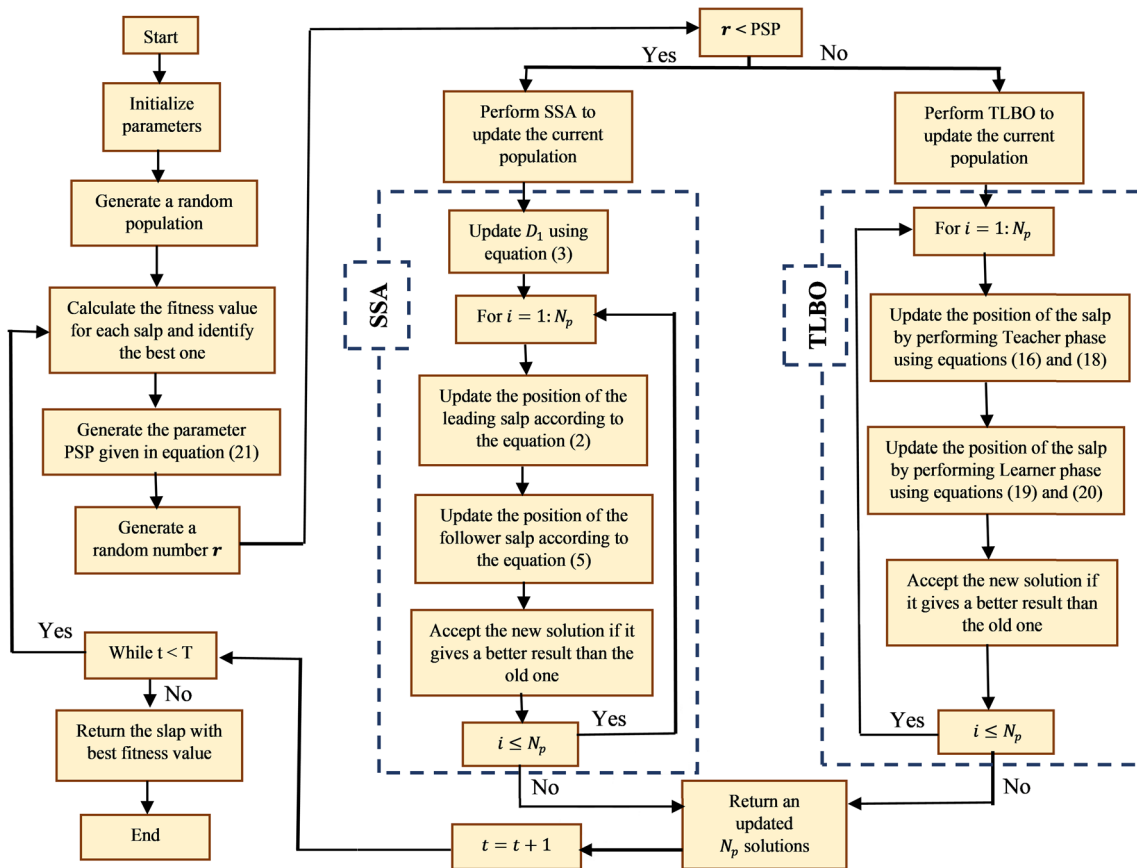 Start
Initialize
parameters
Generate a random
population
Calculate the fitness value
for each salp and identify
the best one
Generate the parameter
PSP given in equation (21)
Generate a
random number r
r < PSP
Yes
No
Perform SSA to
update the current
population
SSA
Update D₁ using
equation (3)
For i = 1: Nₚ
Update the position of the
leading salp according to
the equation (2)
Update the position of the
follower salp according to
the equation (5)
Accept the new solution if it
gives a better result than the
old one
i ≤ Nₚ
Yes
No
Perform TLBO to
update the current
population
TLBO
For i = 1: Nₚ
Update the position of the salp
by performing Teacher phase
using equations (16) and (18)
Update the position of the salp
by performing Learner phase
using equations (19) and (20)
Accept the new solution if
it gives a better result than
the old one
i ≤ Nₚ
Yes
No
Return an
updated
Nₚ solutions
t = t + 1
While t < T
Yes
No
Return the slap with
best fitness value
End